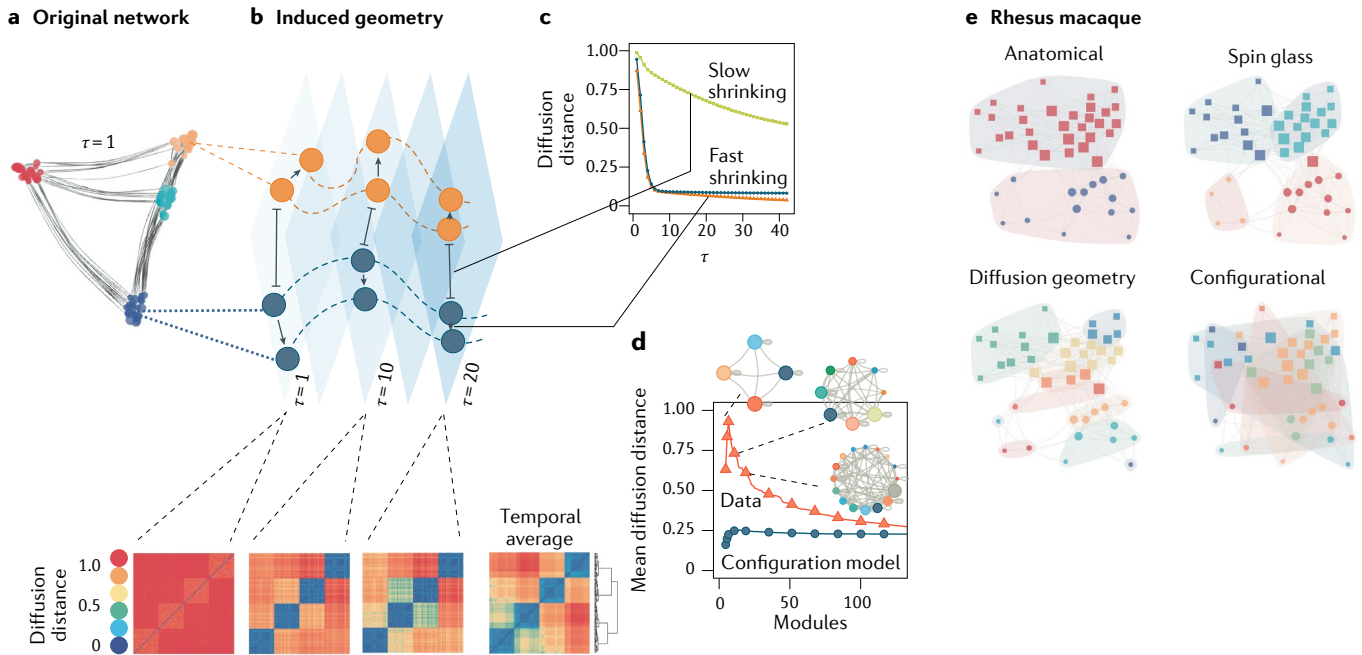 a Original network
τ = 1
b Induced geometry
τ = 1
τ = 10
τ = 20
c
Diffusion
distance
1.00
0.75
0.50
0.25
0
Slow
shrinking
Fast
shrinking
0 10 20 30 40
τ
d
Mean diffusion distance
1.00
0.75
0.50
0.25
0
Data
Configuration model
0 50 100
Modules
Diffusion
distance
1.0
0.5
0
Temporal
average
e Rhesus macaque
Anatomical
Spin glass
Diffusion geometry
Configurational